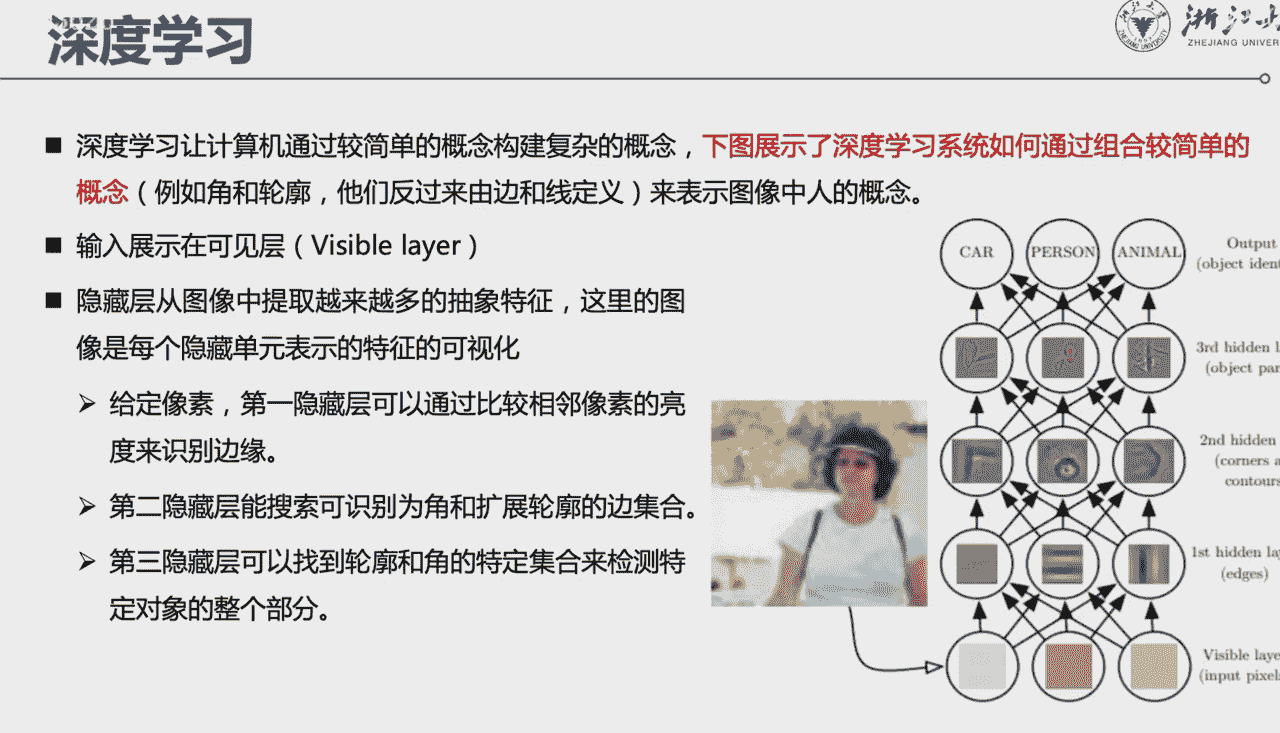 深度学习
ZHEJIANG UNIVER
■ 深度学习让计算机通过较简单的概念构建复杂的概念，下图展示了深度学习系统如何通过组合较简单的
概念（例如角和轮廓，他们反过来由边和线定义）来表示图像中人的概念。
■ 输入展示在可见层（Visible layer）
■ 隐藏层从图像中提取越来越多的抽象特征，这里的图
像是每个隐藏单元表示的特征的可视化
➢ 给定像素，第一隐藏层可以通过比较相邻像素的亮
度来识别边缘。
➢ 第二隐藏层能搜索可识别为角和扩展轮廓的边集合。
➢ 第三隐藏层可以找到轮廓和角的特定集合来检测特
定对象的整个部分。
CAR PERSON ANIMAL
Output
(object ident
3rd hidden l
(object par
2nd hidden
(corners a
contours
1st hidden lay
(edges)
Visible laye
(input pixel